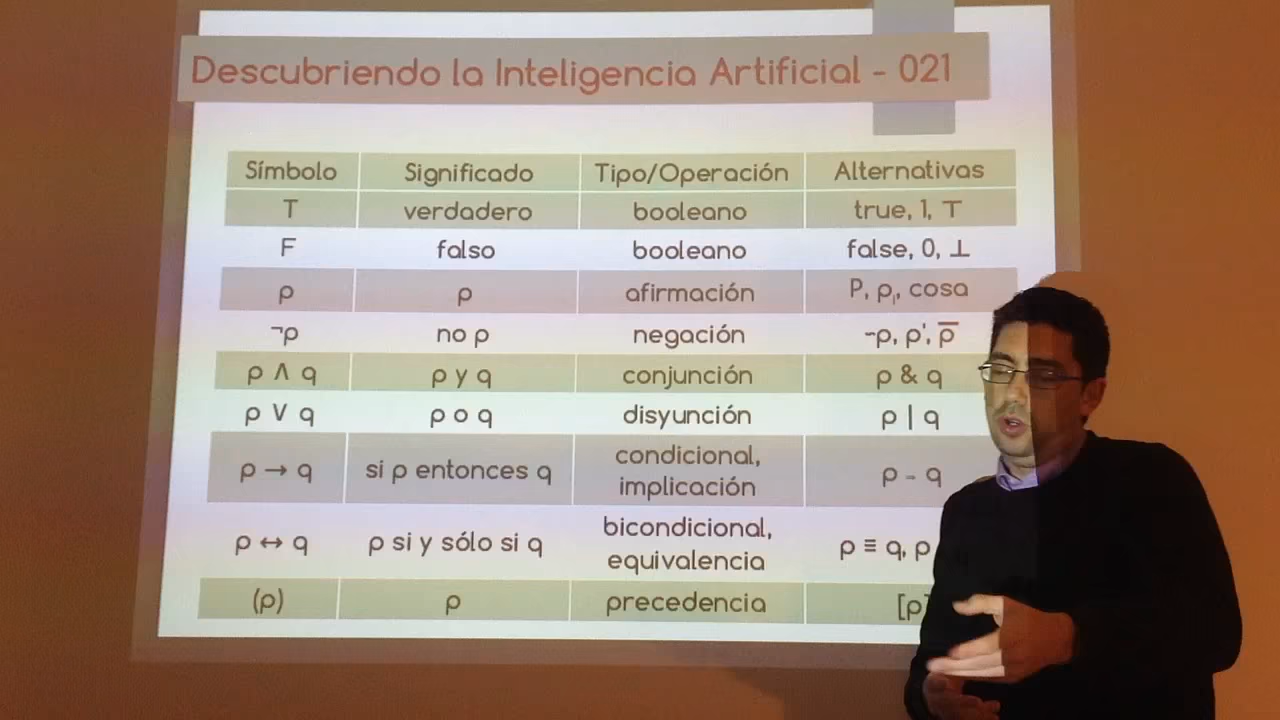 Descubriendo la Inteligencia Artificial - 021
Símbolo Significado Tipo/Operación Alternativas
T verdadero booleano true, 1, ⊤
F falso booleano false, 0, ⊥
p p afirmación P, pᵢ, cosa
¬p no p negación ~p, p', p̅
p ∧ q p y q conjunción p & q
p ∨ q p o q disyunción p | q
p → q si p entonces q condicional,
implicación p q
p ↔ q p si y sólo si q bicondicional,
equivalencia p ≡ q, p
(p) p precedencia [p]